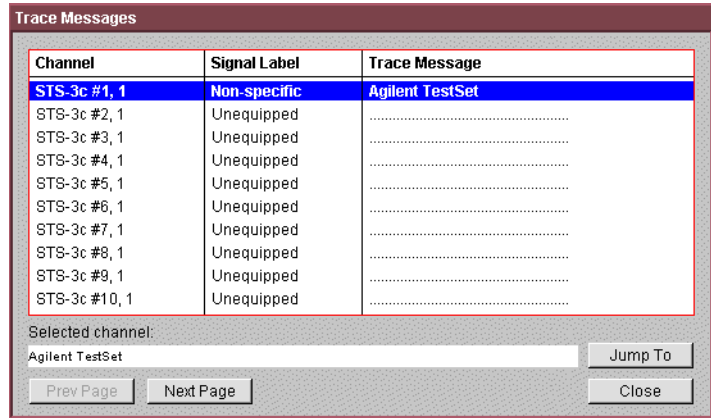 Trace Messages
Channel Signal Label Trace Message
STS-3c #1, 1 Non-specific Agilent TestSet
STS-3c #2, 1 Unequipped ..................................................
STS-3c #3, 1 Unequipped ..................................................
STS-3c #4, 1 Unequipped ..................................................
STS-3c #5, 1 Unequipped ..................................................
STS-3c #6, 1 Unequipped ..................................................
STS-3c #7, 1 Unequipped ..................................................
STS-3c #8, 1 Unequipped ..................................................
STS-3c #9, 1 Unequipped ..................................................
STS-3c #10, 1 Unequipped ..................................................
Selected channel:
Agilent TestSet Jump To
Prev Page Next Page Close